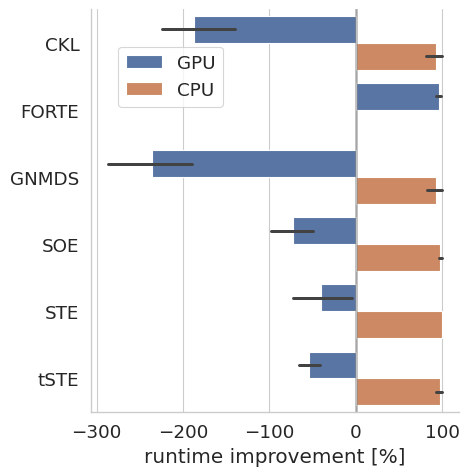 CKL
GPU
CPU
FORTE
GNMDS
SOE
STE
tSTE
−300 −200 −100 0 100
runtime improvement [%]